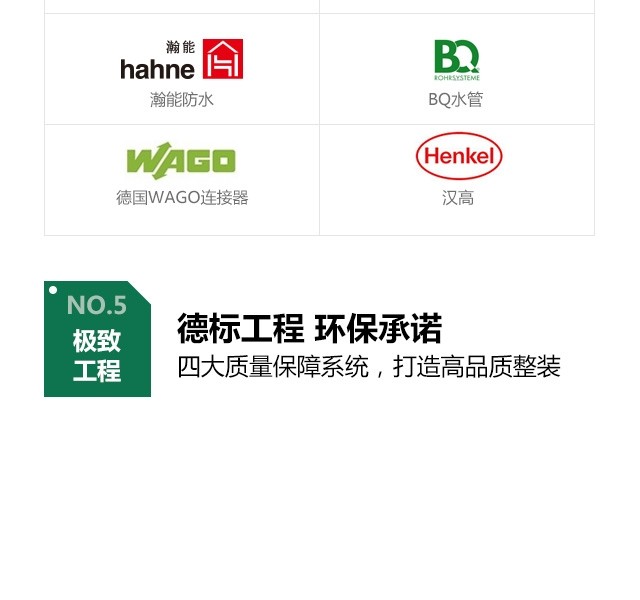 瀚能
hahne
瀚能防水
BQ
ROHRSYSTEME
BQ水管
WAGO
德国WAGO连接器
Henkel
汉高
NO.5
极致
工程
德标工程 环保承诺
四大质量保障系统，打造高品质整装